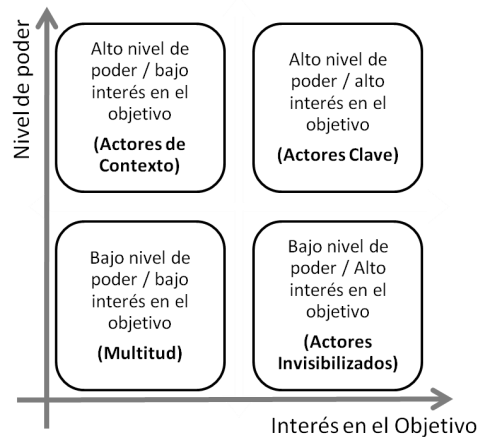 Nivel de poder
Alto nivel de
poder / bajo
interés en el
objetivo
(Actores de
Contexto)
Alto nivel de
poder / alto
interés en el
objetivo
(Actores Clave)
Bajo nivel de
poder / bajo
interés en el
objetivo
(Multitud)
Bajo nivel de
poder / Alto
interés en el
objetivo
(Actores
Invisibilizados)
Interés en el Objetivo